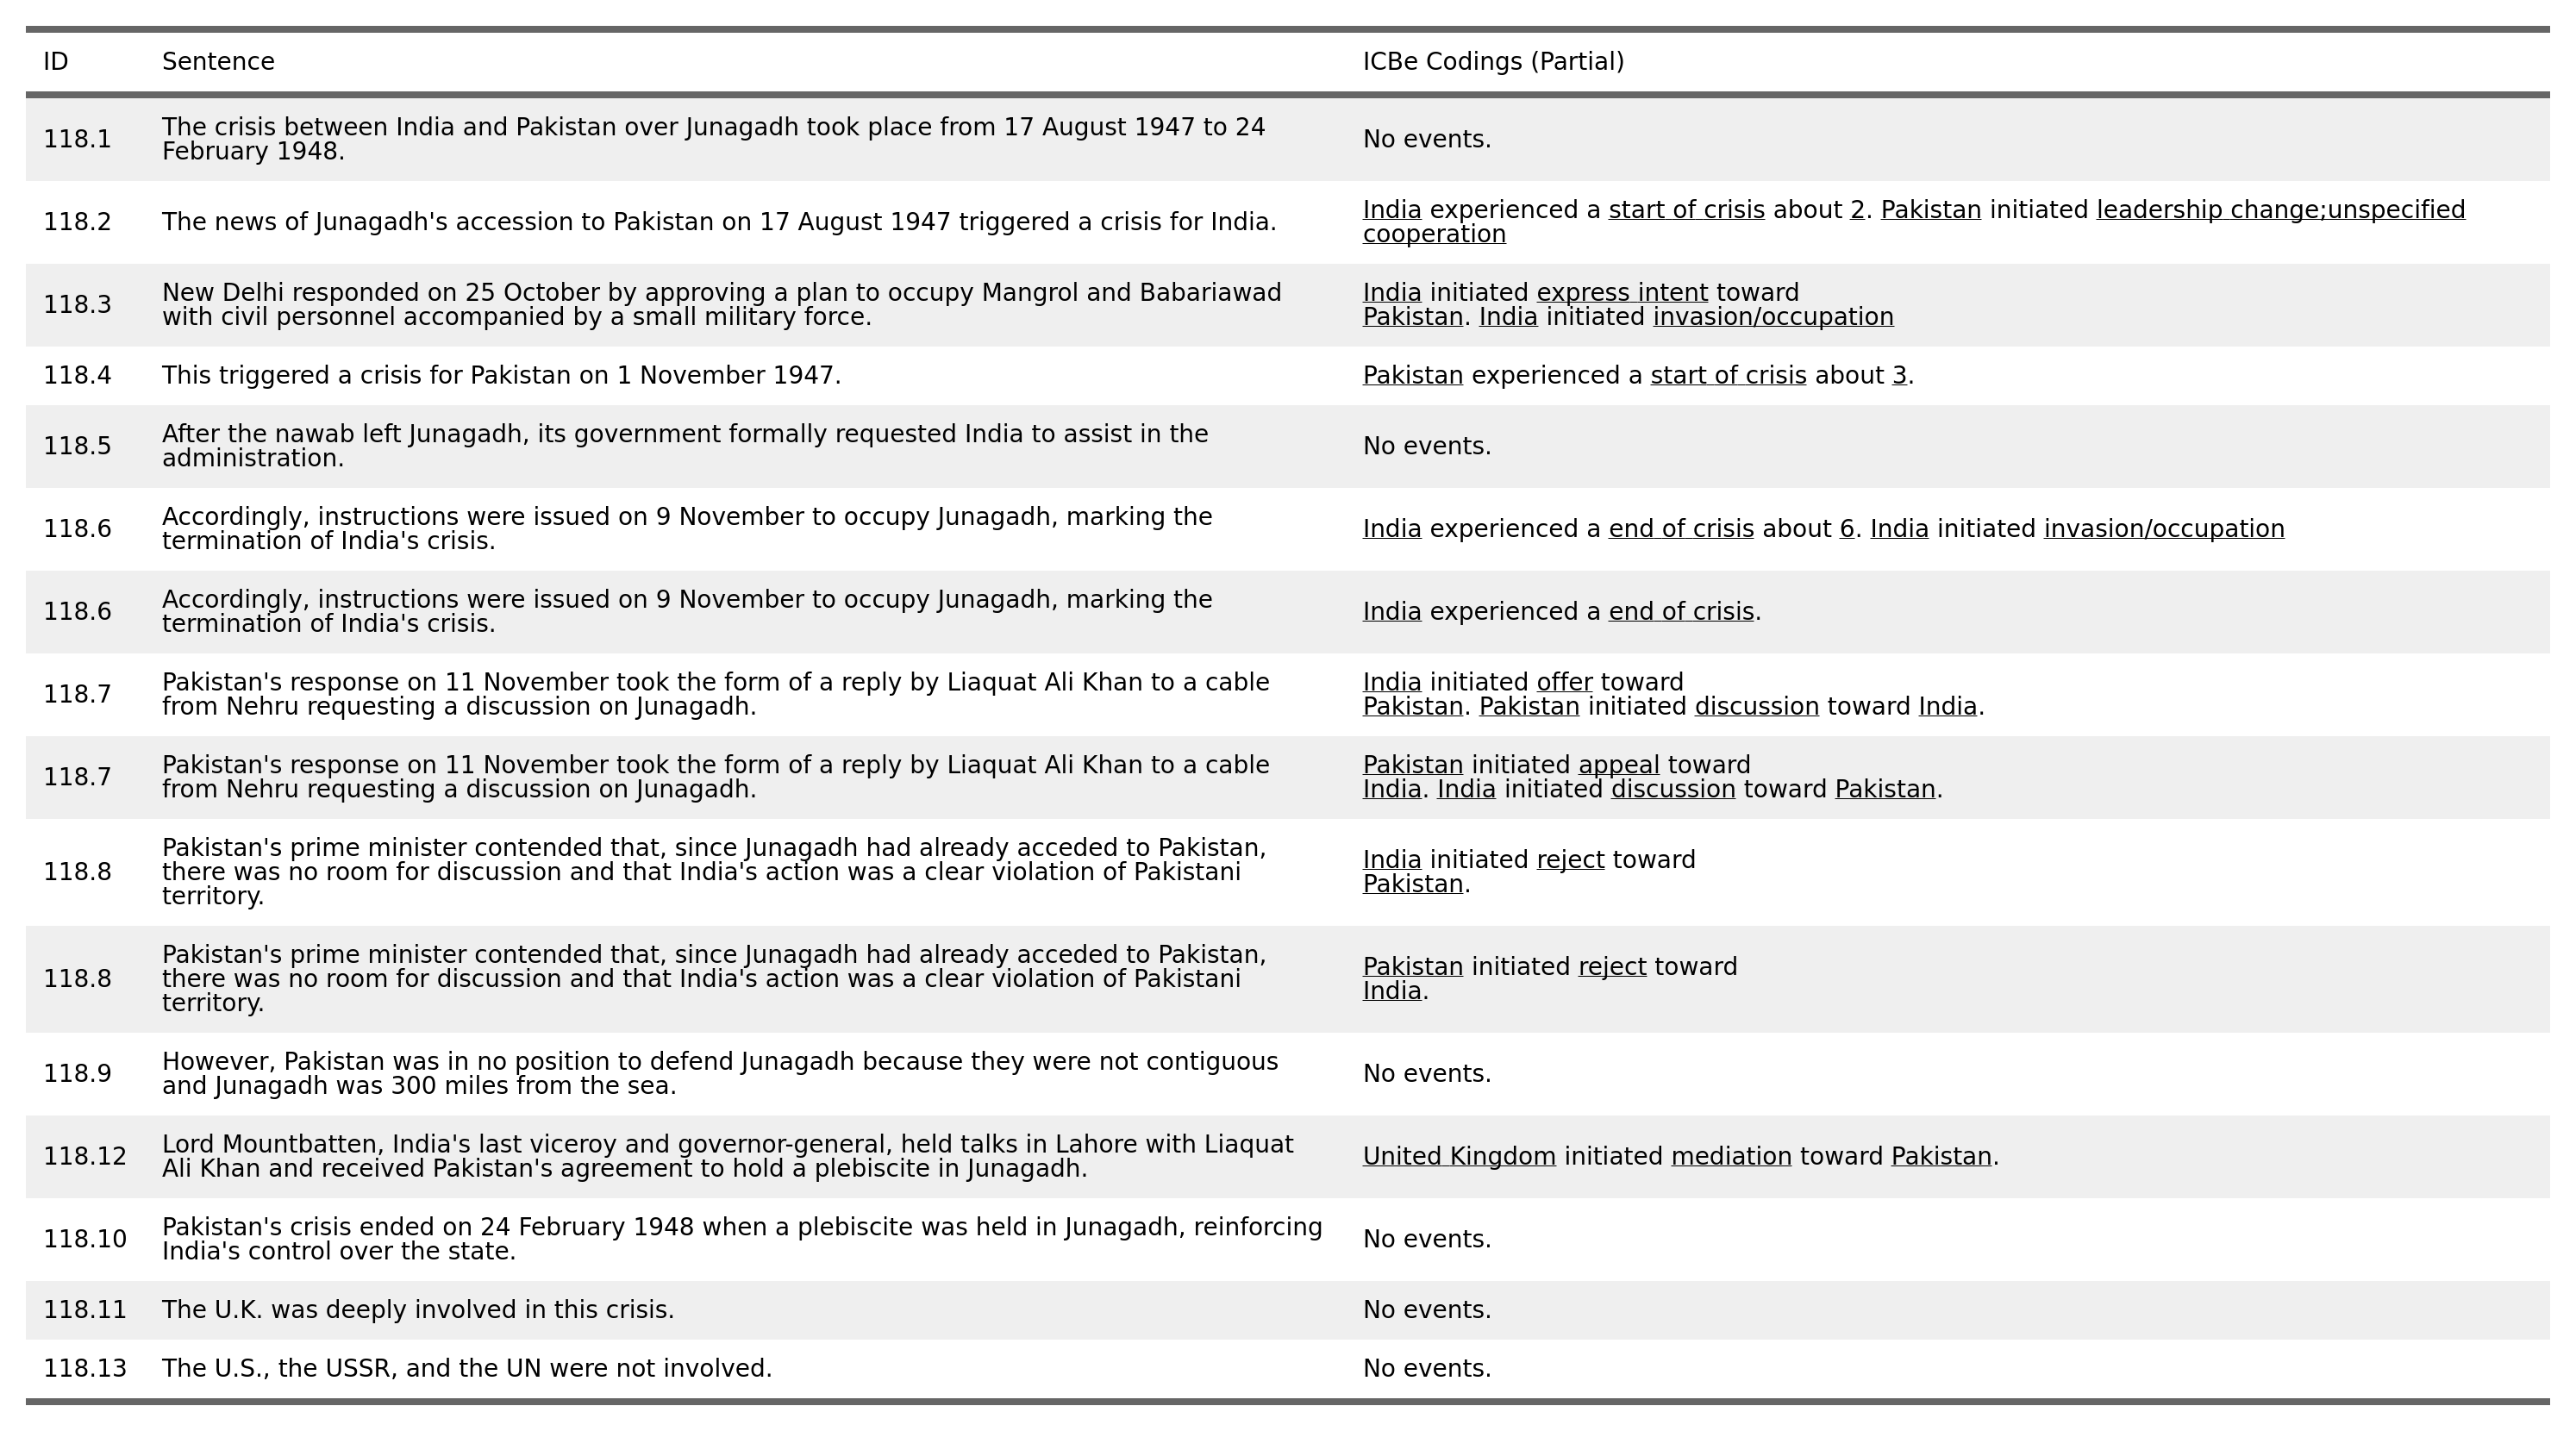 ID Sentence ICBe Codings (Partial)
118.1 The crisis between India and Pakistan over Junagadh took place from 17 August 1947 to 24
February 1948.
No events.
118.2 The news of Junagadh's accession to Pakistan on 17 August 1947 triggered a crisis for India.
India experienced a start of crisis about 2. Pakistan initiated leadership change;unspecified
cooperation
118.3 New Delhi responded on 25 October by approving a plan to occupy Mangrol and Babariawad
with civil personnel accompanied by a small military force.
India initiated express intent toward
Pakistan. India initiated invasion/occupation
118.4 This triggered a crisis for Pakistan on 1 November 1947.
Pakistan experienced a start of crisis about 3.
118.5 After the nawab left Junagadh, its government formally requested India to assist in the
administration.
No events.
118.6 Accordingly, instructions were issued on 9 November to occupy Junagadh, marking the
termination of India's crisis.
India experienced a end of crisis about 6. India initiated invasion/occupation
118.6 Accordingly, instructions were issued on 9 November to occupy Junagadh, marking the
termination of India's crisis.
India experienced a end of crisis.
118.7 Pakistan's response on 11 November took the form of a reply by Liaquat Ali Khan to a cable
from Nehru requesting a discussion on Junagadh.
India initiated offer toward
Pakistan. Pakistan initiated discussion toward India.
118.7 Pakistan's response on 11 November took the form of a reply by Liaquat Ali Khan to a cable
from Nehru requesting a discussion on Junagadh.
Pakistan initiated appeal toward
India. India initiated discussion toward Pakistan.
118.8 Pakistan's prime minister contended that, since Junagadh had already acceded to Pakistan,
there was no room for discussion and that India's action was a clear violation of Pakistani
territory.
India initiated reject toward
Pakistan.
118.8 Pakistan's prime minister contended that, since Junagadh had already acceded to Pakistan,
there was no room for discussion and that India's action was a clear violation of Pakistani
territory.
Pakistan initiated reject toward
India.
118.9 However, Pakistan was in no position to defend Junagadh because they were not contiguous
and Junagadh was 300 miles from the sea.
No events.
118.12 Lord Mountbatten, India's last viceroy and governor-general, held talks in Lahore with Liaquat
Ali Khan and received Pakistan's agreement to hold a plebiscite in Junagadh.
United Kingdom initiated mediation toward Pakistan.
118.10 Pakistan's crisis ended on 24 February 1948 when a plebiscite was held in Junagadh, reinforcing
India's control over the state.
No events.
118.11 The U.K. was deeply involved in this crisis.
No events.
118.13 The U.S., the USSR, and the UN were not involved.
No events.